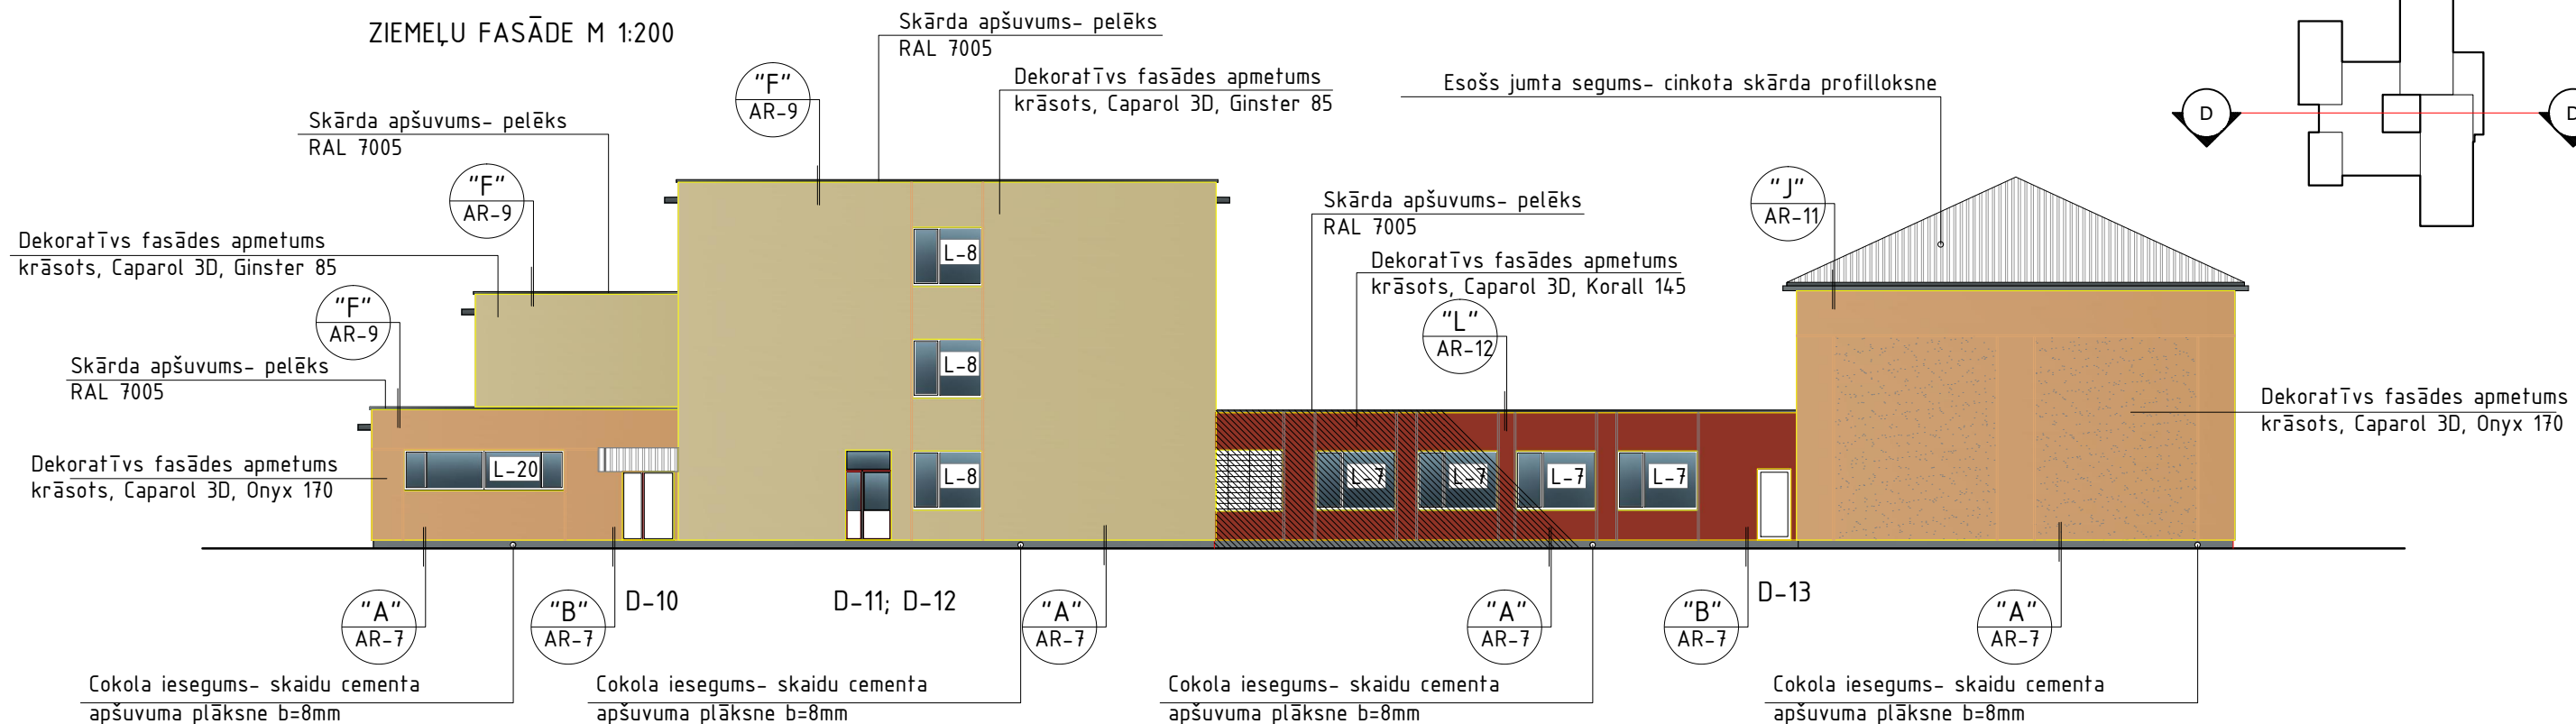 ZIEMEĻU FASĀDE M 1:200
Skārda apšuvums- pelēks
RAL 7005
"F"
AR-9
Dekoratīvs fasādes apmetums
krāsots, Caparol 3D, Ginster 85
Esošs jumta segums- cinkota skārda profilloksne
D
D
Skārda apšuvums- pelēks
RAL 7005
"F"
AR-9
"J"
AR-11
Skārda apšuvums- pelēks
RAL 7005
Dekoratīvs fasādes apmetums
krāsots, Caparol 3D, Ginster 85
Dekoratīvs fasādes apmetums
krāsots, Caparol 3D, Korall 145
"F"
AR-9
"L"
AR-12
L-8
L-8
L-8
Skārda apšuvums- pelēks
RAL 7005
Dekoratīvs fasādes apmetums
krāsots, Caparol 3D, Onyx 170
Dekoratīvs fasādes apmetums
krāsots, Caparol 3D, Onyx 170
L-20
L-7
L-7
L-7
L-7
"A"
AR-7
"B"
AR-7
D-10
D-11; D-12
"A"
AR-7
"A"
AR-7
"B"
AR-7
D-13
"A"
AR-7
Cokola iesegums- skaidu cementa
apšuvuma plāksne b=8mm
Cokola iesegums- skaidu cementa
apšuvuma plāksne b=8mm
Cokola iesegums- skaidu cementa
apšuvuma plāksne b=8mm
Cokola iesegums- skaidu cementa
apšuvuma plāksne b=8mm